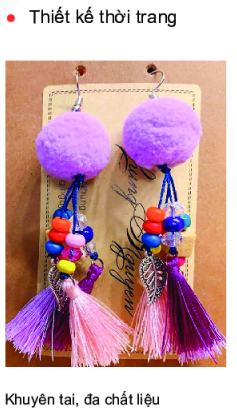 Thiết kế thời trang
Khuyên tai, đa chất liệu